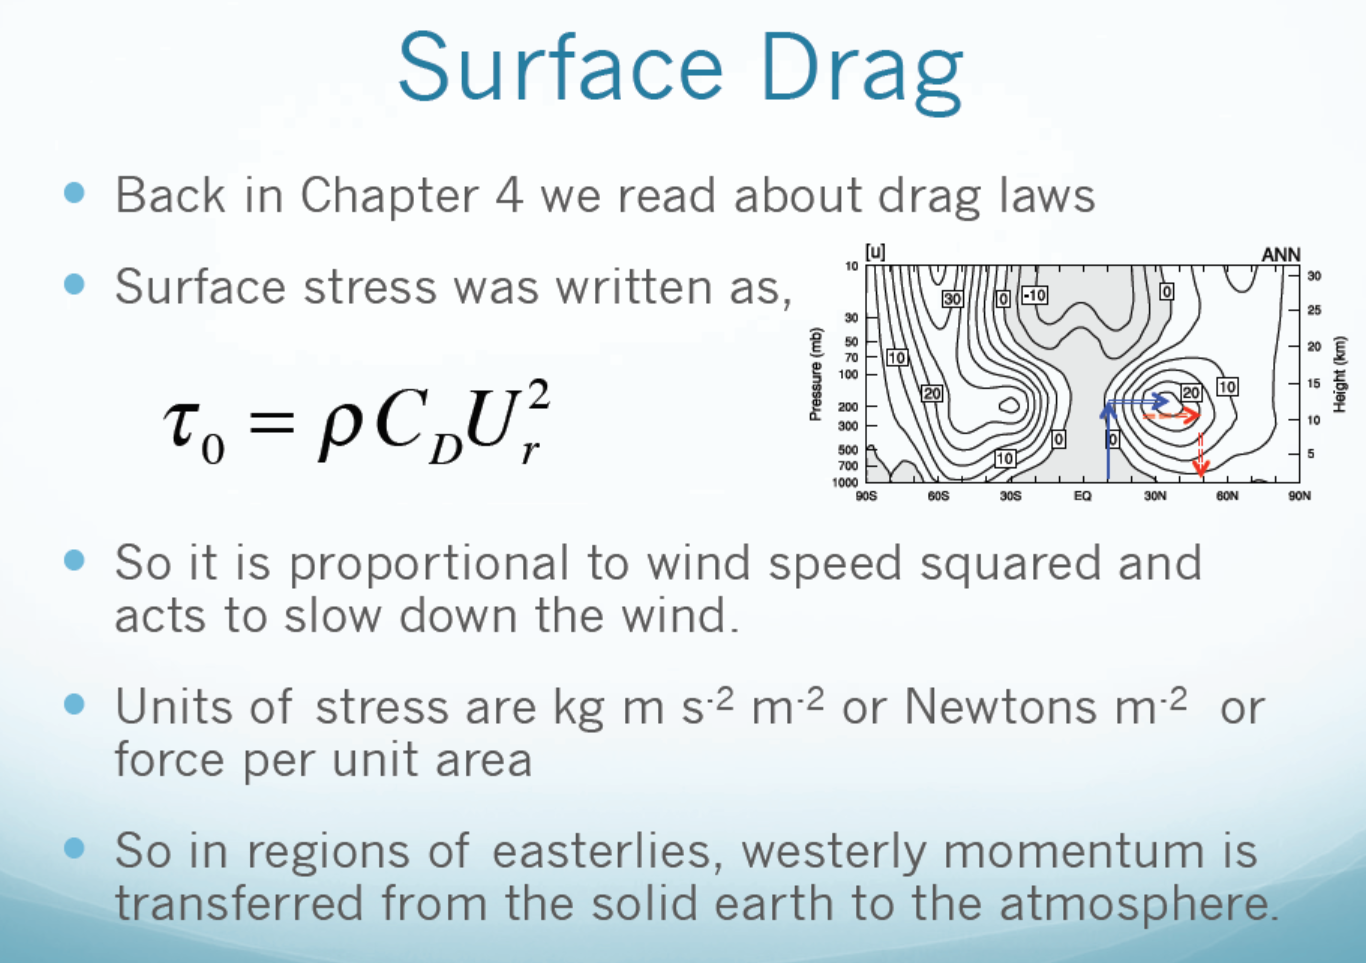 Surface Drag
• Back in Chapter 4 we read about drag laws
• Surface stress was written as,
τ₀ = ρ C_D U_r²
[u] ANN
Pressure (mb)
10
30
50
70
100
200
300
500
700
1000
30 0 -10 0
10
20 20 10
0 0
10
30
25
20
15
10
5
Height (km)
90S 60S 30S EQ 30N 60N 90N
• So it is proportional to wind speed squared and
acts to slow down the wind.
• Units of stress are kg m s⁻² m⁻² or Newtons m⁻² or
force per unit area
• So in regions of easterlies, westerly momentum is
transferred from the solid earth to the atmosphere.